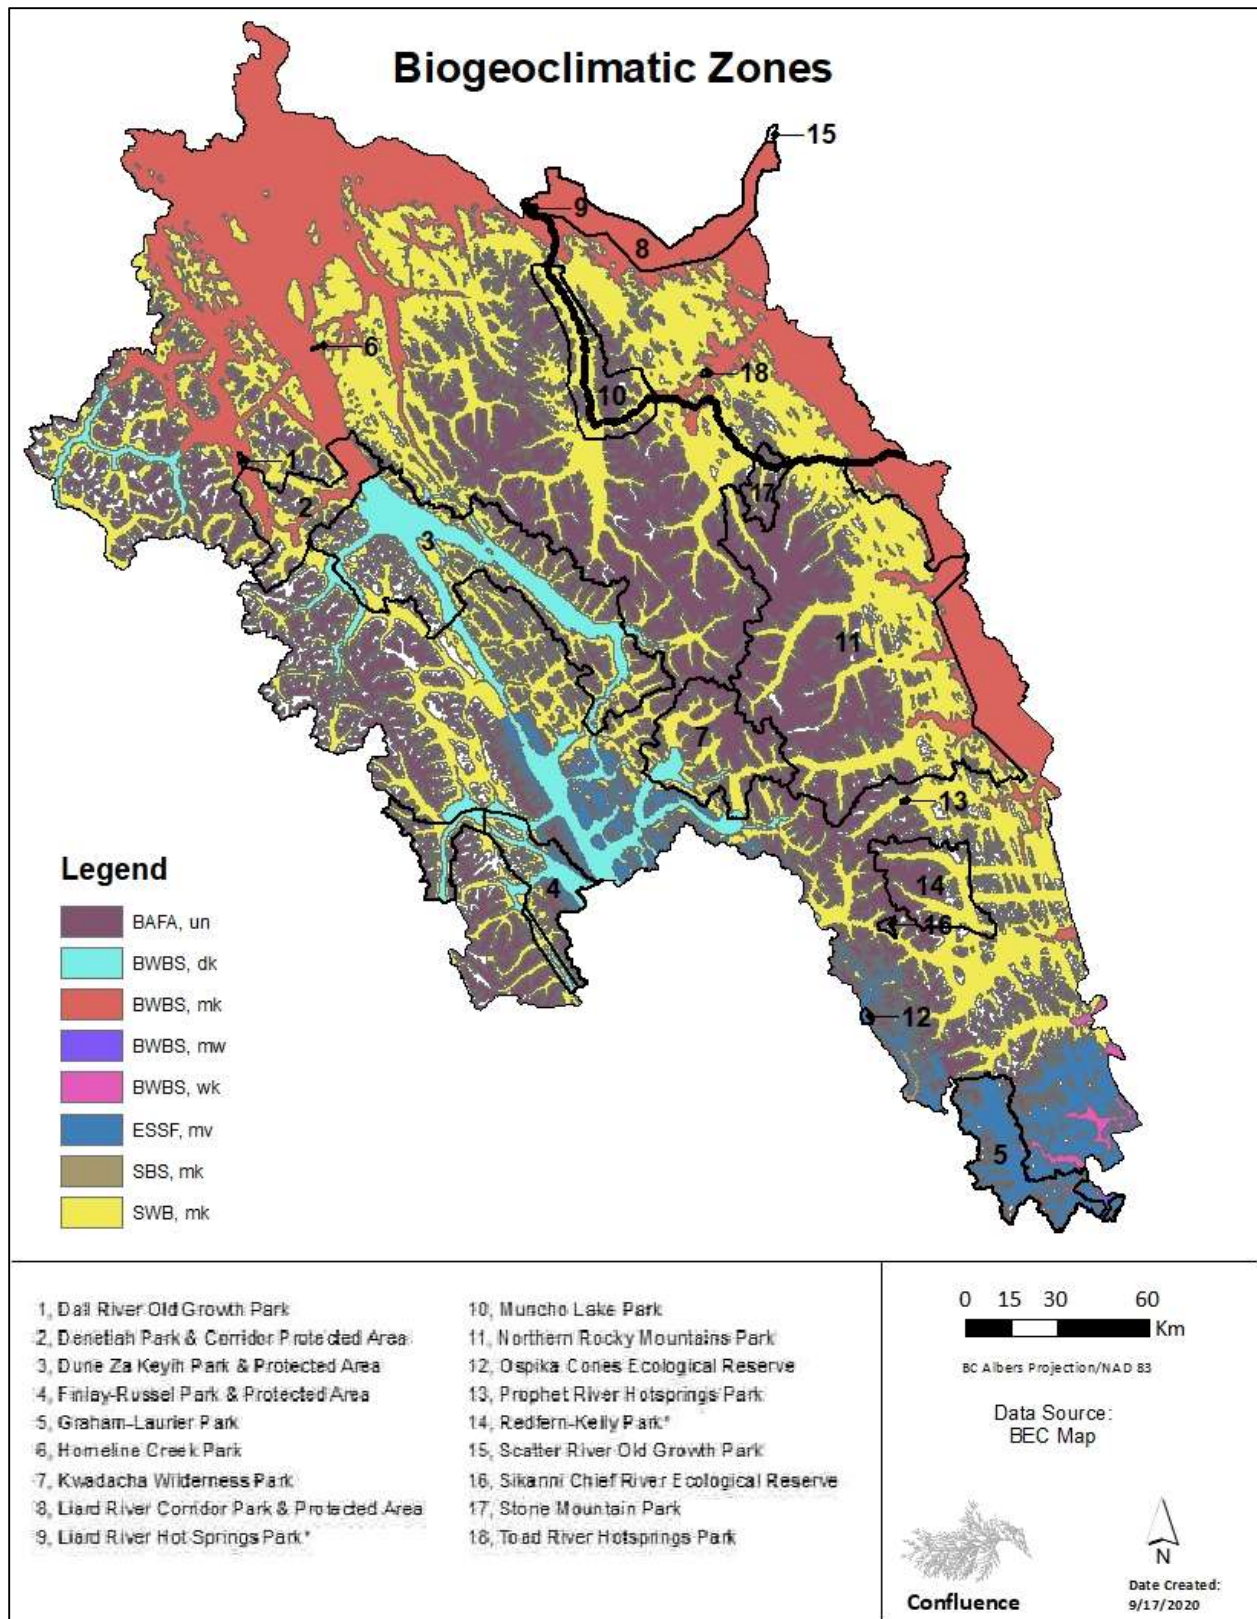 Biogeoclimatic Zones
15
9
8
6
10
18
1
17
2
3
11
7
13
4
14
16
12
5
Legend
BAFA, un
BWBS, dk
BWBS, mk
BWBS, mw
BWBS, wk
ESSF, mv
SBS, mk
SWB, mk
1, Dall River Old Growth Park
2, Denetiah Park & Corridor Protected Area
3, Dune Za Keyih Park & Protected Area
4, Finlay-Russel Park & Protected Area
5, Graham-Laurier Park
6, Horneline Creek Park
7, Kwadacha Wilderness Park
8, Liard River Corridor Park & Protected Area
9, Liard River Hot Springs Park*
10, Muncho Lake Park
11, Northern Rocky Mountains Park
12, Ospika Cones Ecological Reserve
13, Prophet River Hotsprings Park
14, Redfern-Kelly Park*
15, Scatter River Old Growth Park
16, Sikanni Chief River Ecological Reserve
17, Stone Mountain Park
18, Toad River Hotsprings Park
0 15 30 60
Km
BC Albers Projection/NAD 83
Data Source:
BEC Map
Confluence
N
Date Created:
9/17/2020